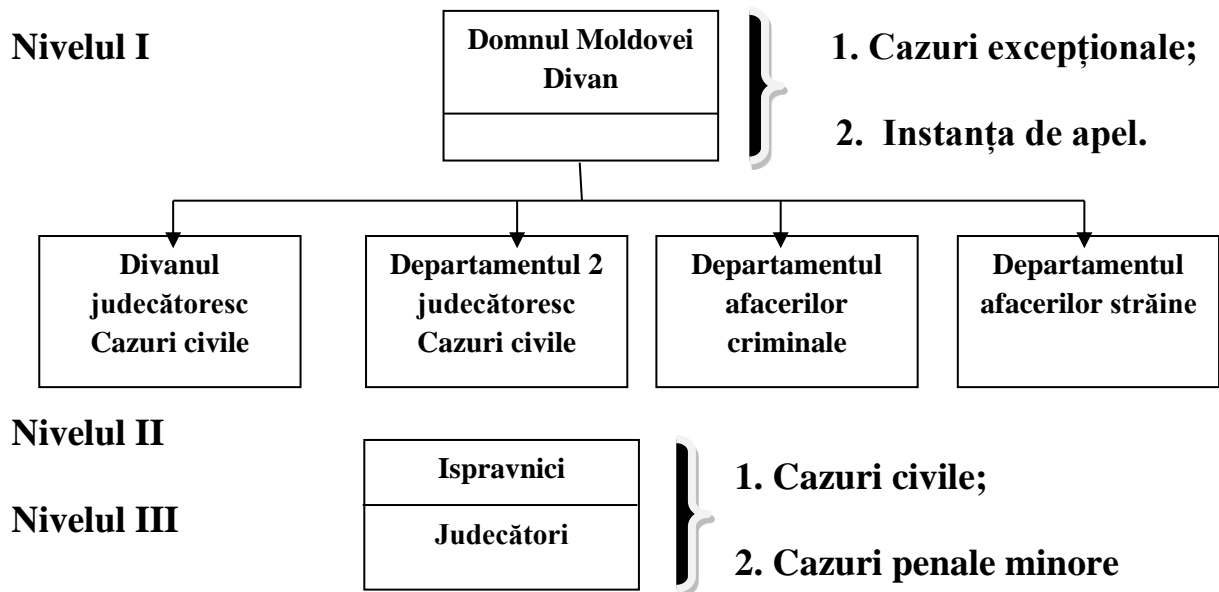 Nivelul I
Domnul Moldovei
Divan
1. Cazuri excepționale;
2. Instanța de apel.
Divanul
judecătoresc
Cazuri civile
Departamentul 2
judecătoresc
Cazuri civile
Departamentul
afacerilor
criminale
Departamentul
afacerilor străine
Nivelul II
Ispravnici
1. Cazuri civile;
Nivelul III
Judecători
2. Cazuri penale minore